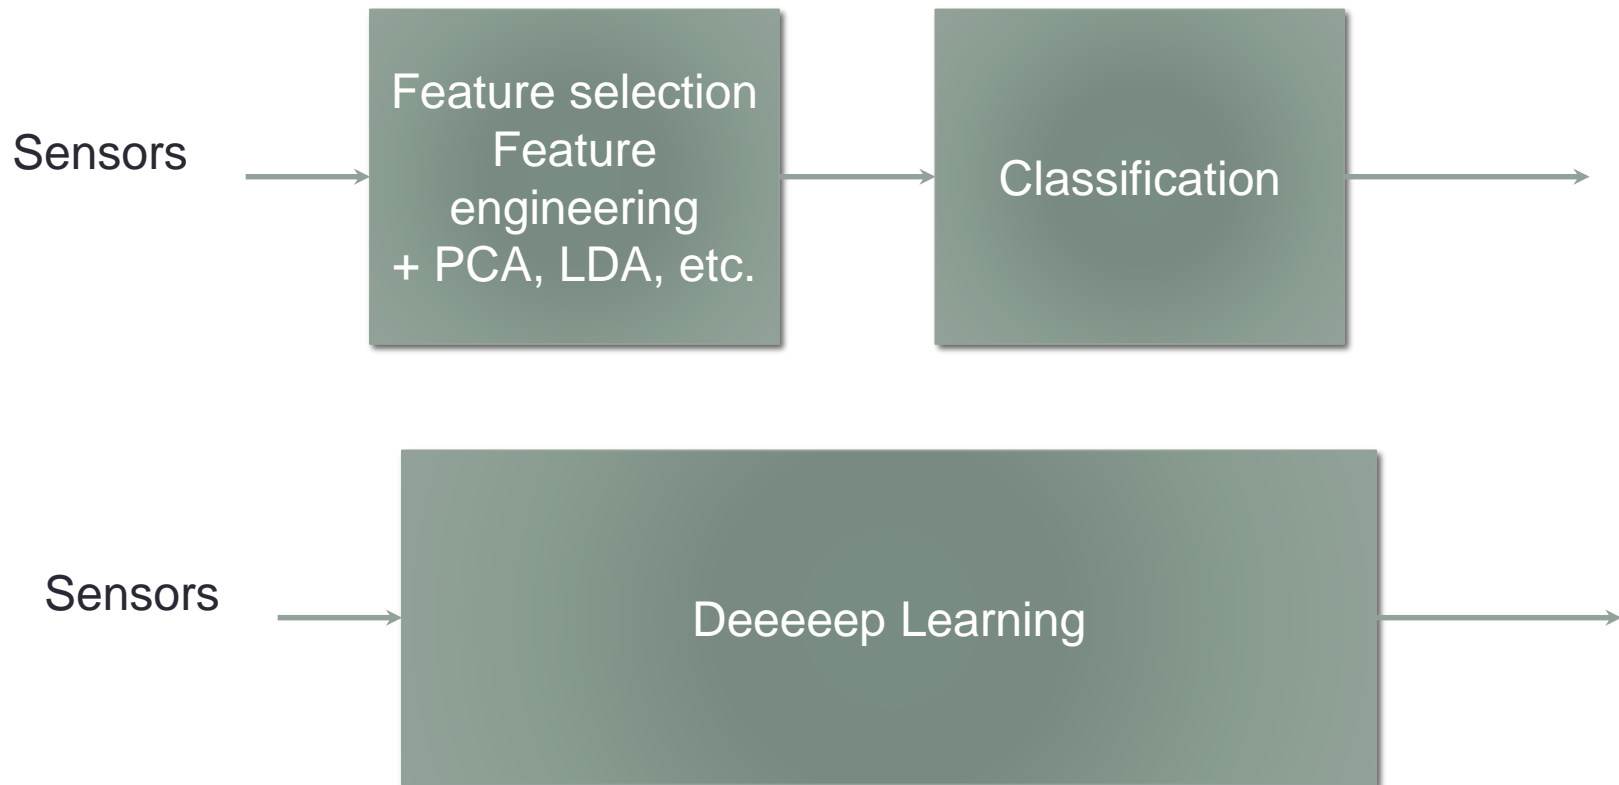 Sensors
Feature selection
Feature
engineering
+ PCA, LDA, etc.
Classification
Sensors
Deeeeep Learning